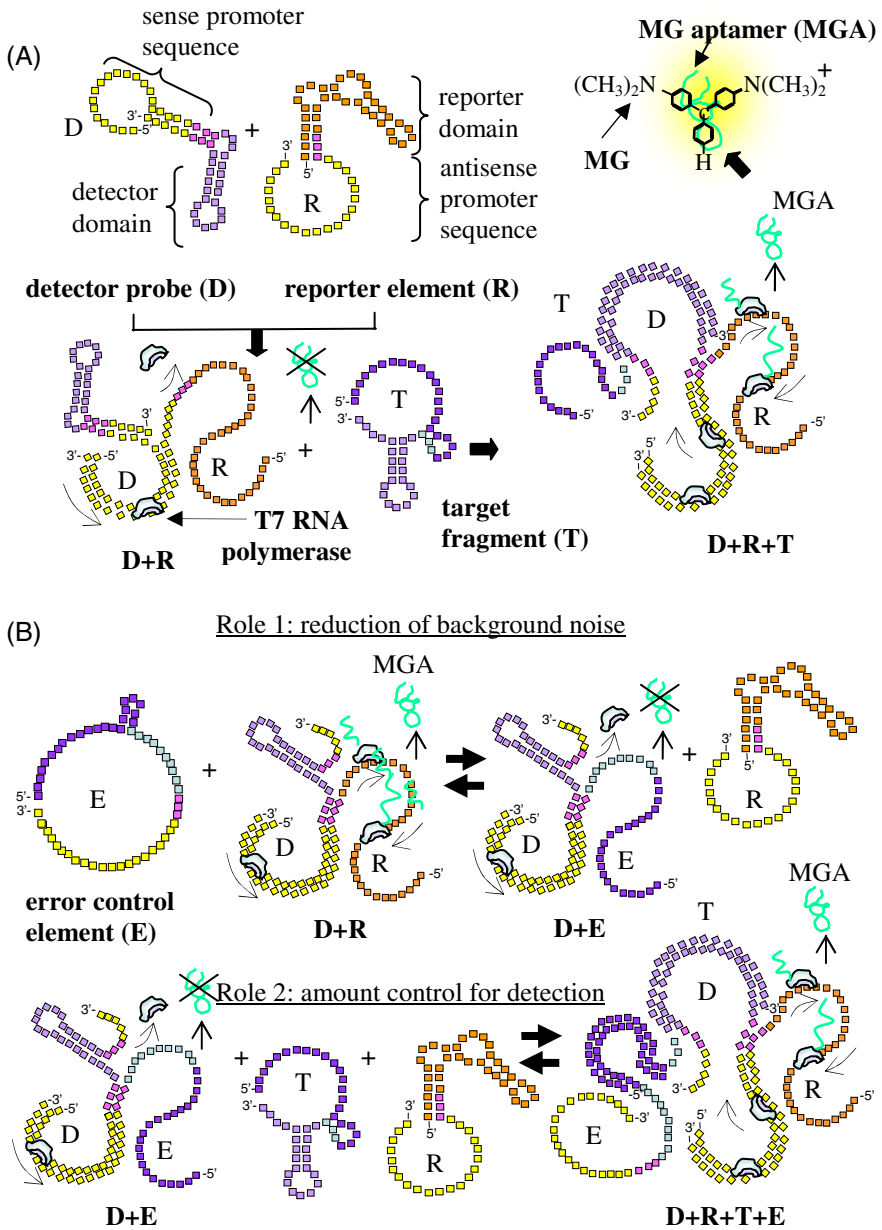 (A)
sense promoter
sequence
D
3'-
-5'
detector
domain
+
3'
5'
R
reporter
domain
antisense
promoter
sequence
MG aptamer (MGA)
(CH3)2N
N(CH3)2
+
MG
H
MGA
detector probe (D)
reporter element (R)
3'
3'-
-5'
D
R
-5'
+
5'-
3'-
T
T7 RNA
polymerase
D+R
target
fragment (T)
T
D
-3'
-5'
3'-
R
-5'
3'-
5'
D+R+T
(B)
Role 1: reduction of background noise
5'-
3'-
E
error control
element (E)
+
MGA
3'-
-3'
-5'
D
R
-5'
D+R
3'-
-3'
-5'
D
E
-5'
D+E
+
3'-
5'
R
Role 2: amount control for detection
3'-
-3'
-5'
D
E
-5'
D+E
+
5'-
3'-
T
+
3'
5'
R
MGA
T
D
-3'
-5'
-3'
3'-
E
R
-5'
3'-
5'
D+R+T+E